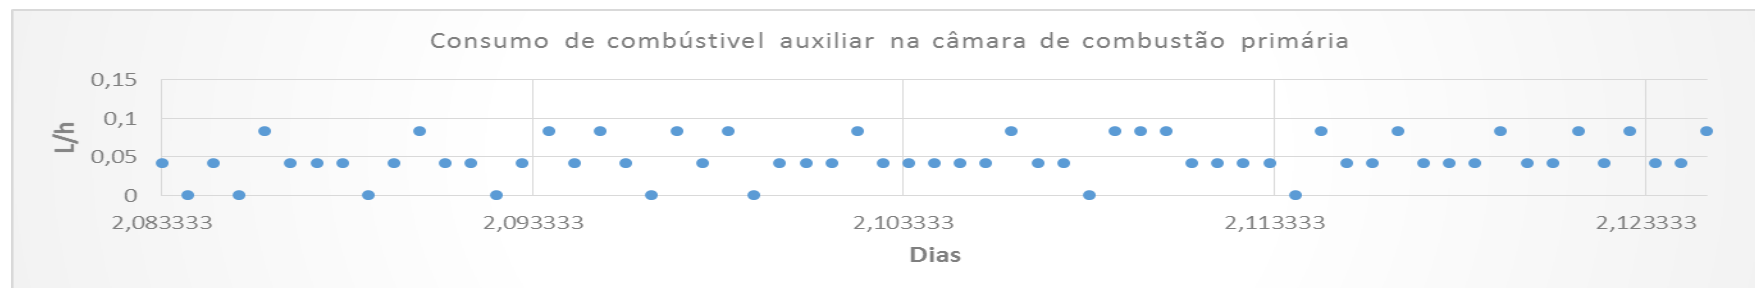 Consumo de combústivel auxiliar na câmara de combustão primária
0,15
0,1
0,05
0
L/h
2,083333 2,093333 2,103333 2,113333 2,123333
Dias